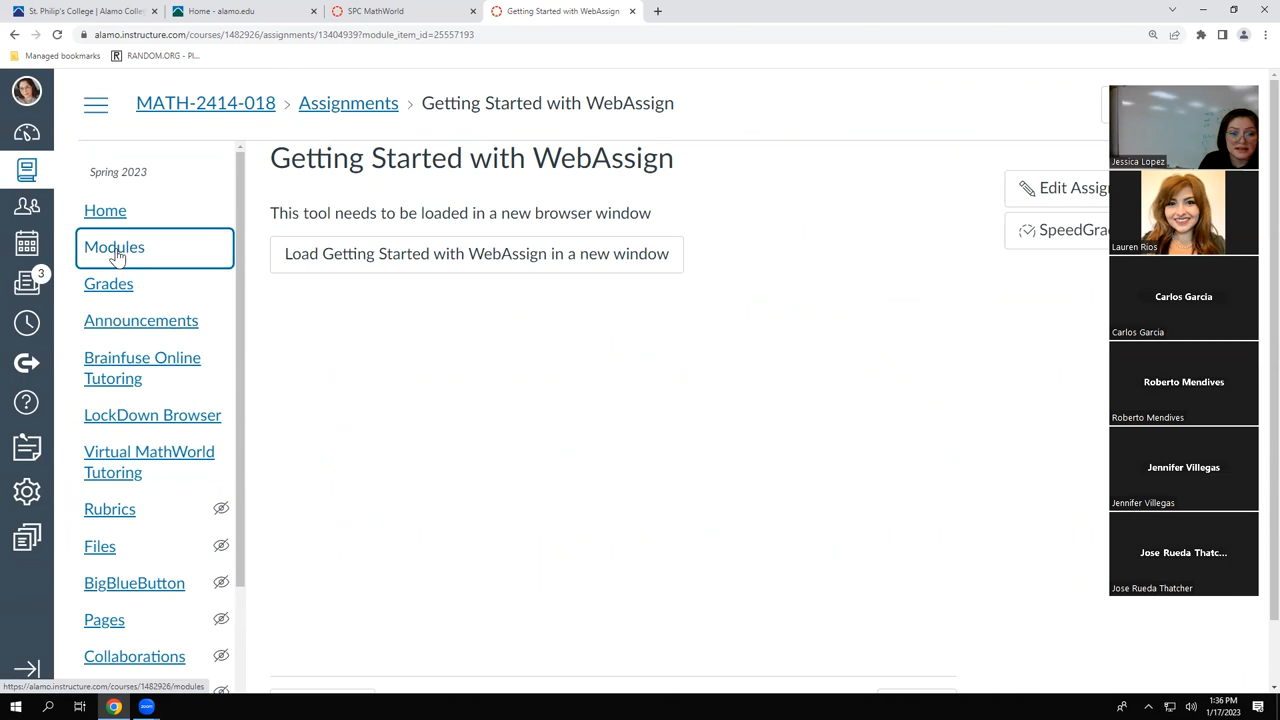 St. Philip's College | Alamo Colle
Home - alamo.edu
SPC MathWorld
Getting Started with WebAssign
alamo.instructure.com/courses/1482926/assignments/13404939?module_item_id=25557193
Managed bookmarks
RANDOM.ORG - Pi...
MATH-2414-018 > Assignments > Getting Started with WebAssign
Spring 2023
Home
Modules
Grades
Announcements
Brainfuse Online
Tutoring
LockDown Browser
Virtual MathWorld
Tutoring
Rubrics
Files
BigBlueButton
Pages
Collaborations
3
Getting Started with WebAssign
This tool needs to be loaded in a new browser window
Load Getting Started with WebAssign in a new window
Edit Assig
SpeedGra
Jessica Lopez
Lauren Rios
Carlos Garcia
Carlos Garcia
Roberto Mendives
Roberto Mendives
Jennifer Villegas
Jennifer Villegas
Jose Rueda Thatc...
Jose Rueda Thatcher
https://alamo.instructure.com/courses/1482926/modules
zoom
1:36 PM
1/17/2023